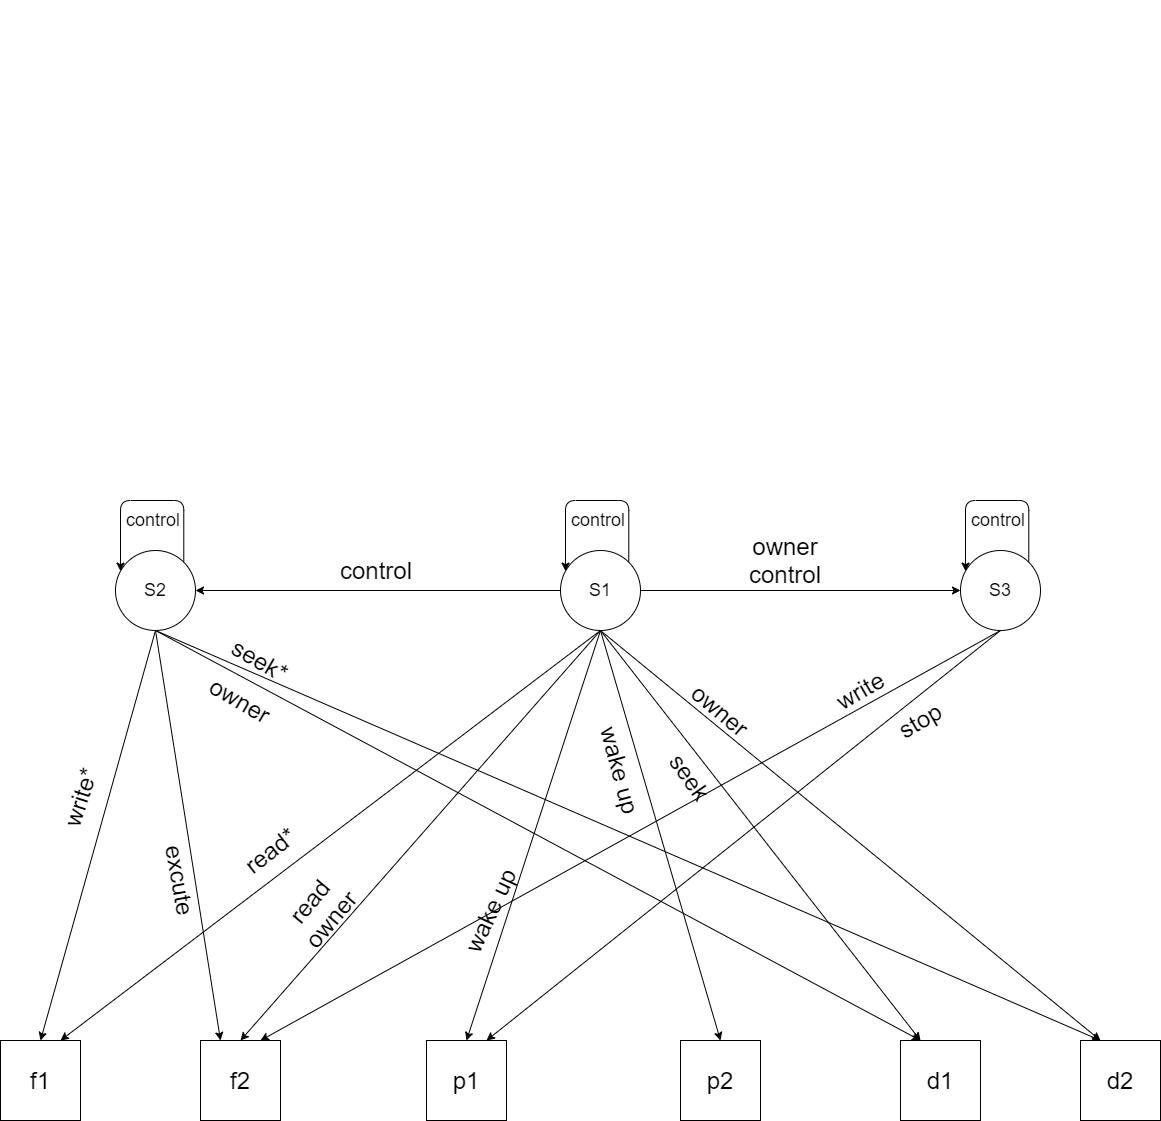 control
control
control
owner
control
control
S2
S1
S3
seek*
owner
owner
write
stop
wake up
seek
write*
read*
excute
read
owner
wake up
f1
f2
p1
p2
d1
d2